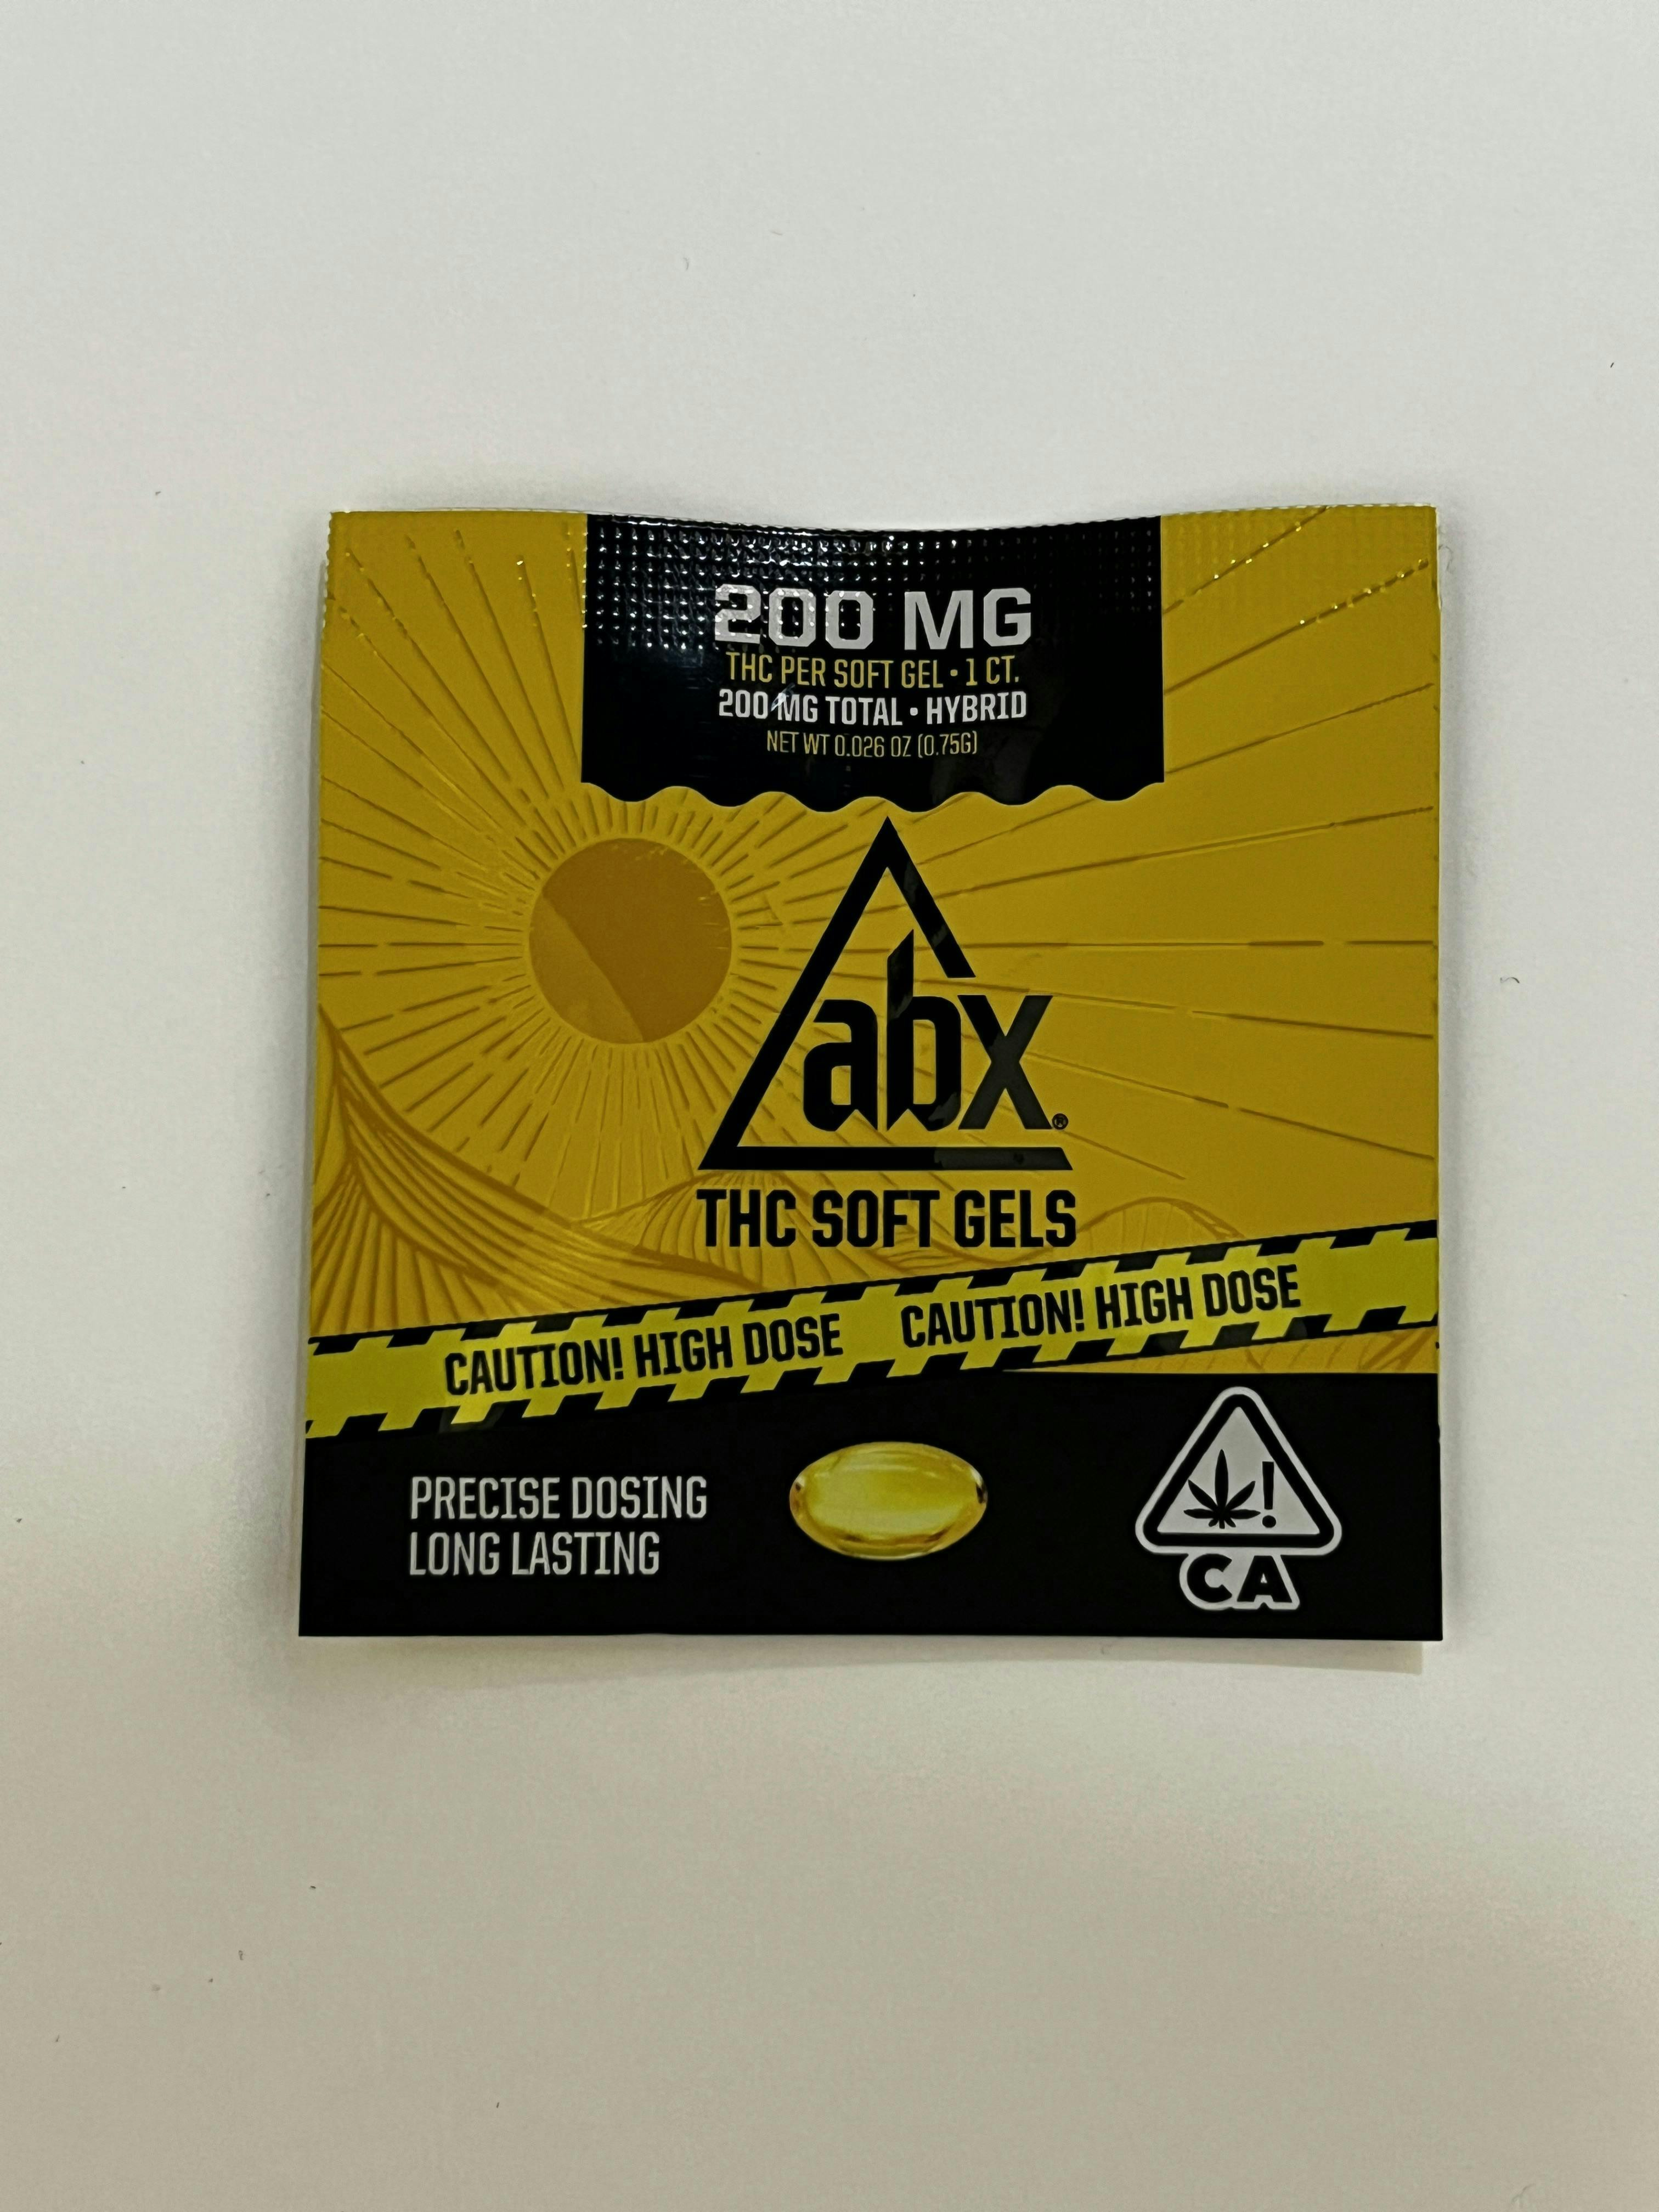 200 MG
THC PER SOFT GEL • 1 CT.
200 MG TOTAL • HYBRID
NET WT 0.026 OZ (0.75G)
abx®
THC SOFT GELS
CAUTION! HIGH DOSE CAUTION! HIGH DOSE
PRECISE DOSING
LONG LASTING
!
CA